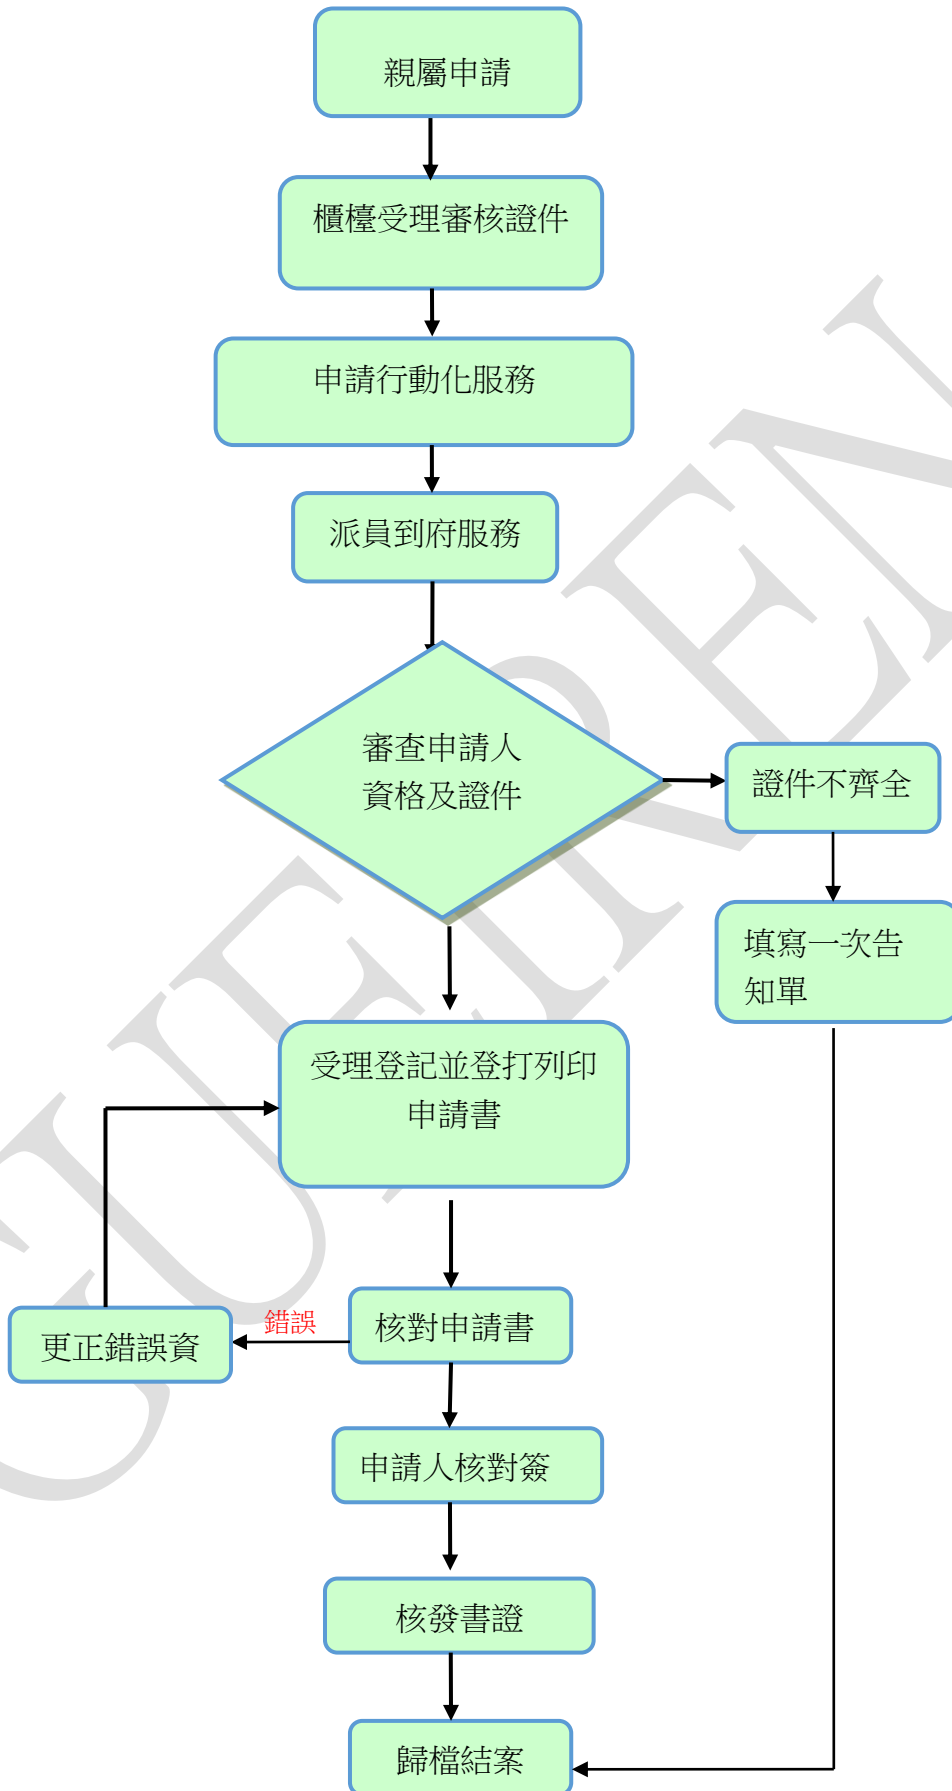 親屬申請
櫃檯受理審核證件
申請行動化服務
派員到府服務
審查申請人
資格及證件
證件不齊全
填寫一次告
知單
受理登記並登打列印
申請書
錯誤
核對申請書
更正錯誤資
申請人核對簽
核發書證
歸檔結案
GUEIREN